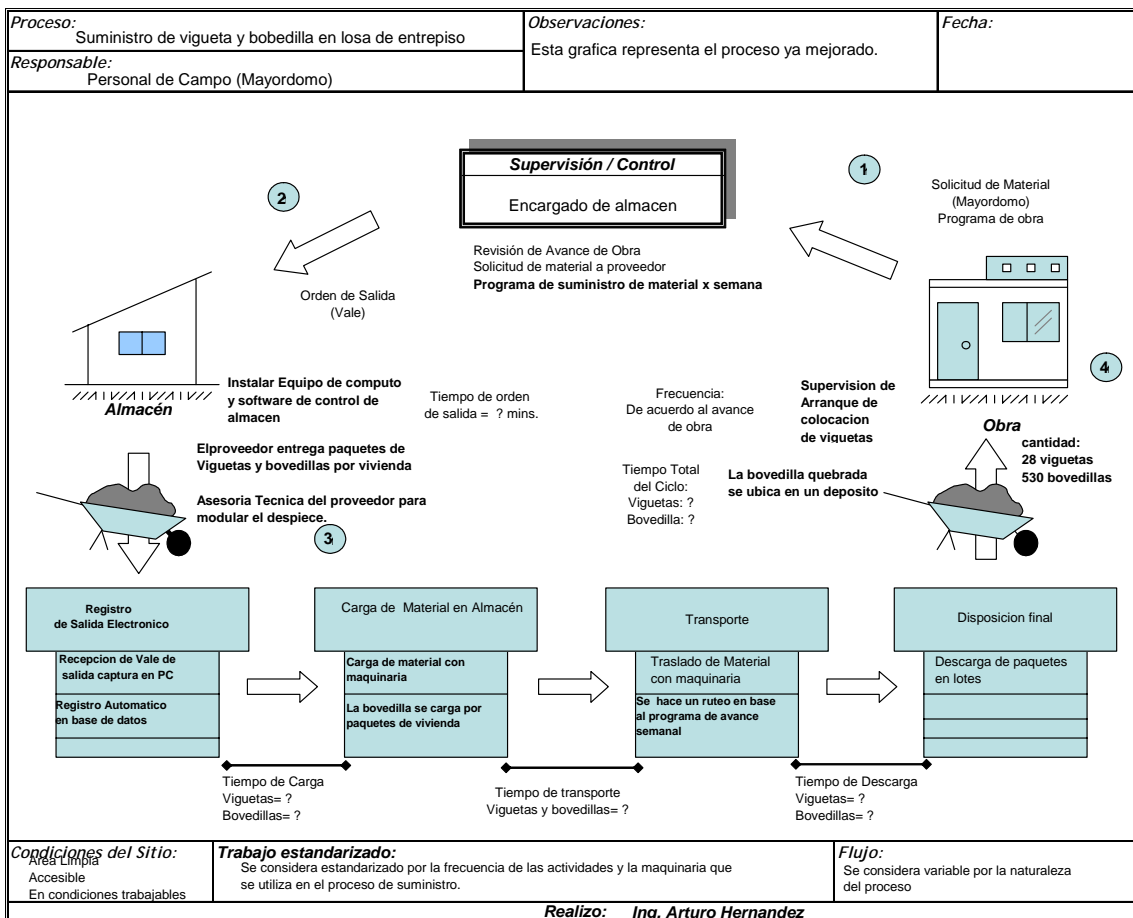 Proceso:
Suministro de vigueta y bobedilla en losa de entrepiso
Responsable:
Personal de Campo (Mayordomo)
Observaciones:
Esta grafica representa el proceso ya mejorado.
Fecha:
Supervisión / Control
Encargado de almacen
Revisión de Avance de Obra
Solicitud de material a proveedor
Programa de suministro de material x semana
1
Solicitud de Material
(Mayordomo)
Programa de obra
2
Orden de Salida
(Vale)
Almacén
Instalar Equipo de computo
y software de control de
almacen
Tiempo de orden
de salida = ? mins.
Frecuencia:
De acuerdo al avance
de obra
Supervision de
Arranque de
colocacion
de viguetas
4
Obra
cantidad:
28 viguetas
530 bovedillas
Elproveedor entrega paquetes de
Viguetas y bovedillas por vivienda
Asesoria Tecnica del proveedor para
modular el despiece.
3
Tiempo Total
del Ciclo:
Viguetas: ?
Bovedilla: ?
La bovedilla quebrada
se ubica en un deposito
Registro
de Salida Electronico
Recepcion de Vale de
salida captura en PC
Registro Automatico
en base de datos
Carga de Material en Almacén
Carga de material con
maquinaria
La bovedilla se carga por
paquetes de vivienda
Transporte
Traslado de Material
con maquinaria
Se hace un ruteo en base
al programa de avance
semanal
Disposicion final
Descarga de paquetes
en lotes
Tiempo de Carga
Viguetas= ?
Bovedillas= ?
Tiempo de transporte
Viguetas y bovedillas= ?
Tiempo de Descarga
Viguetas= ?
Bovedillas= ?
Condiciones del Sitio:
Area Limpia
Accesible
En condiciones trabajables
Trabajo estandarizado:
Se considera estandarizado por la frecuencia de las actividades y la maquinaria que
se utiliza en el proceso de suministro.
Flujo:
Se considera variable por la naturaleza
del proceso
Realizo: Ing. Arturo Hernandez